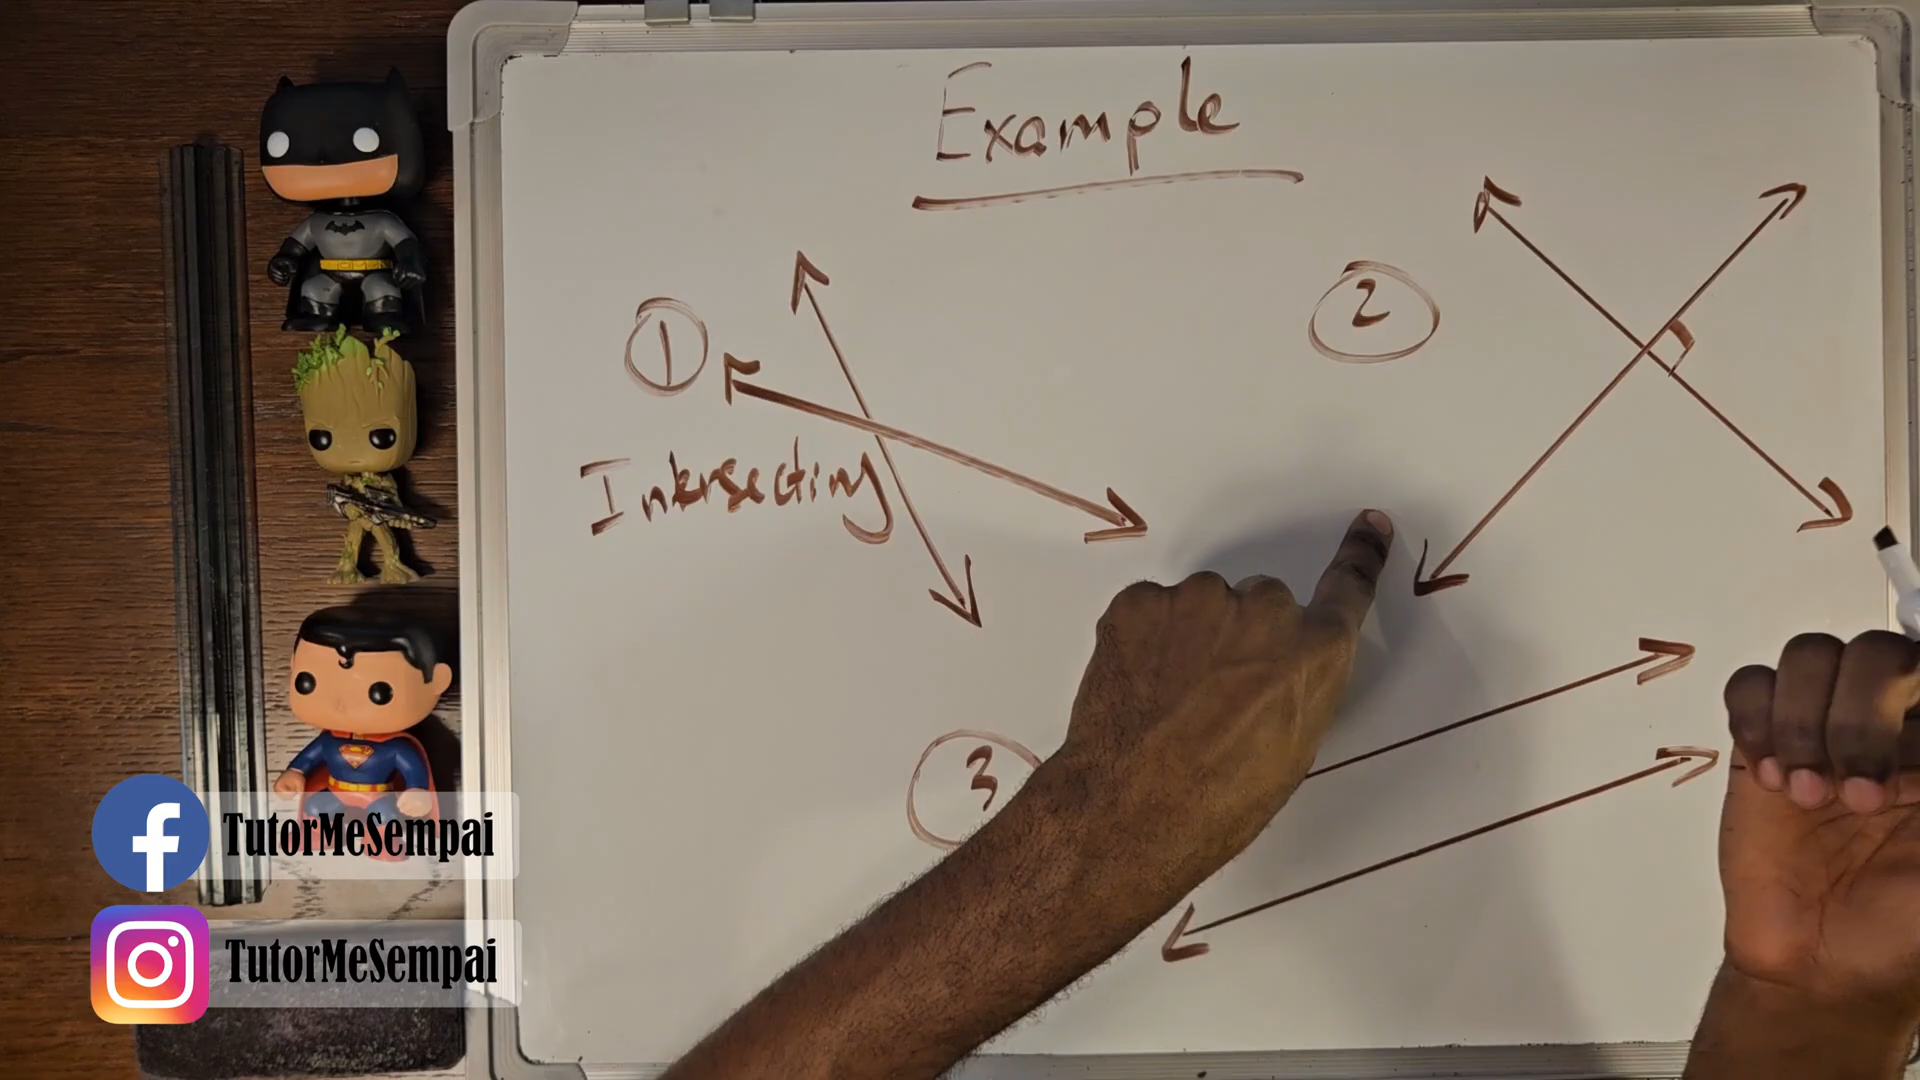 Example
1
2
Intersecting
3
TutorMeSempai
TutorMeSempai